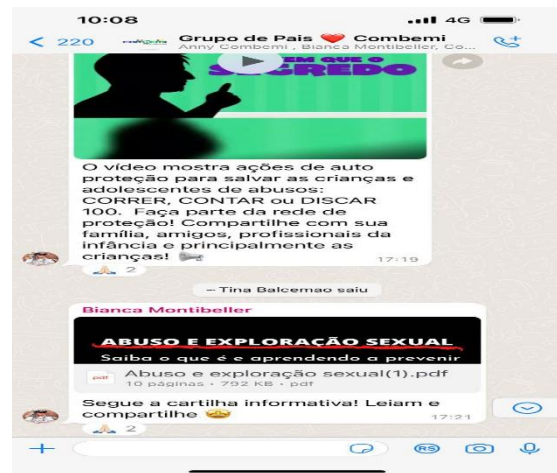 10:08
4G
220
Grupo de Pais ❤️ Combemi
Anny Combemi, Bianca Montibeller, Co...
EM QUE O
SEGREDO
O vídeo mostra ações de auto
proteção para salvar as crianças e
adolescentes de abusos:
CORRER, CONTAR ou DISCAR
100. Faça parte da rede de
proteção! Compartilhe com sua
família, amigos, profissionais da
infância e principalmente as
crianças! 📢
17:19
🙏🏻 2
~ Tina Balcemao saiu
Bianca Montibeller
ABUSO E EXPLORAÇÃO SEXUAL
Saiba o que é e aprendendo a prevenir
pdf
Abuso e exploração sexual(1).pdf
10 páginas • 792 KB • pdf
Segue a cartilha informativa! Leiam e
compartilhe 🤩
17:21
🙏🏻 2
RS